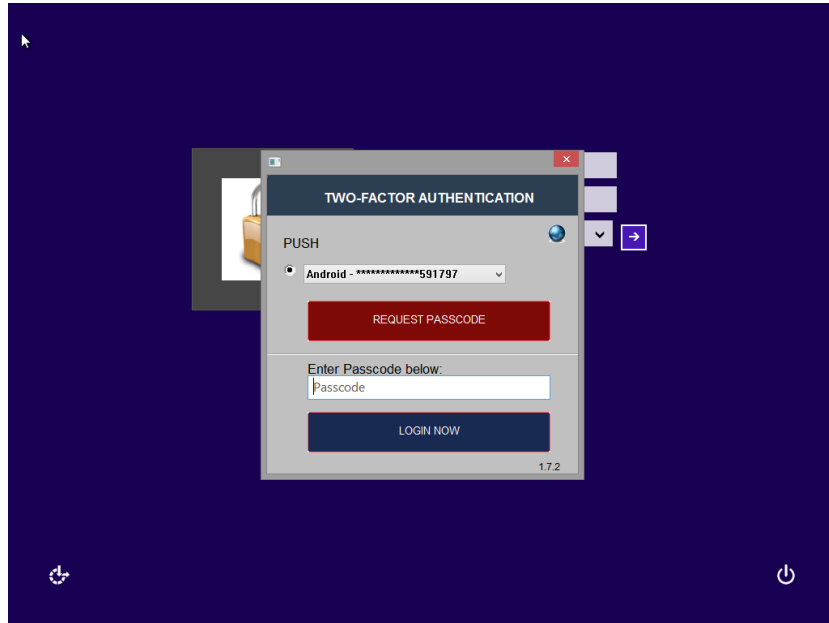 TWO-FACTOR AUTHENTICATION
PUSH
Android - *************591797
REQUEST PASSCODE
Enter Passcode below:
Passcode
LOGIN NOW
1.7.2